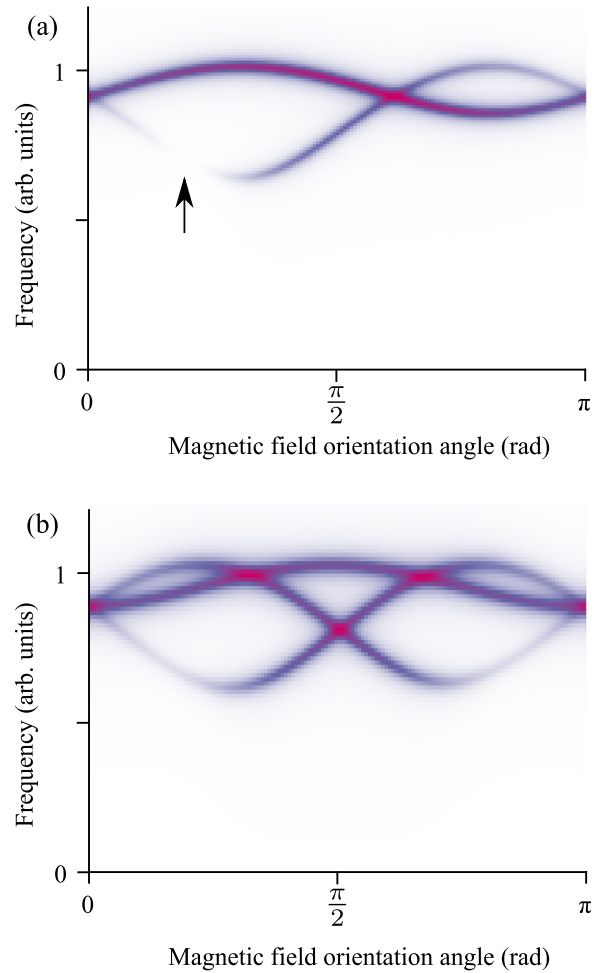 (a)
1
Frequency (arb. units)
0
0
π
2
π
Magnetic field orientation angle (rad)
(b)
1
Frequency (arb. units)
0
0
π
2
π
Magnetic field orientation angle (rad)